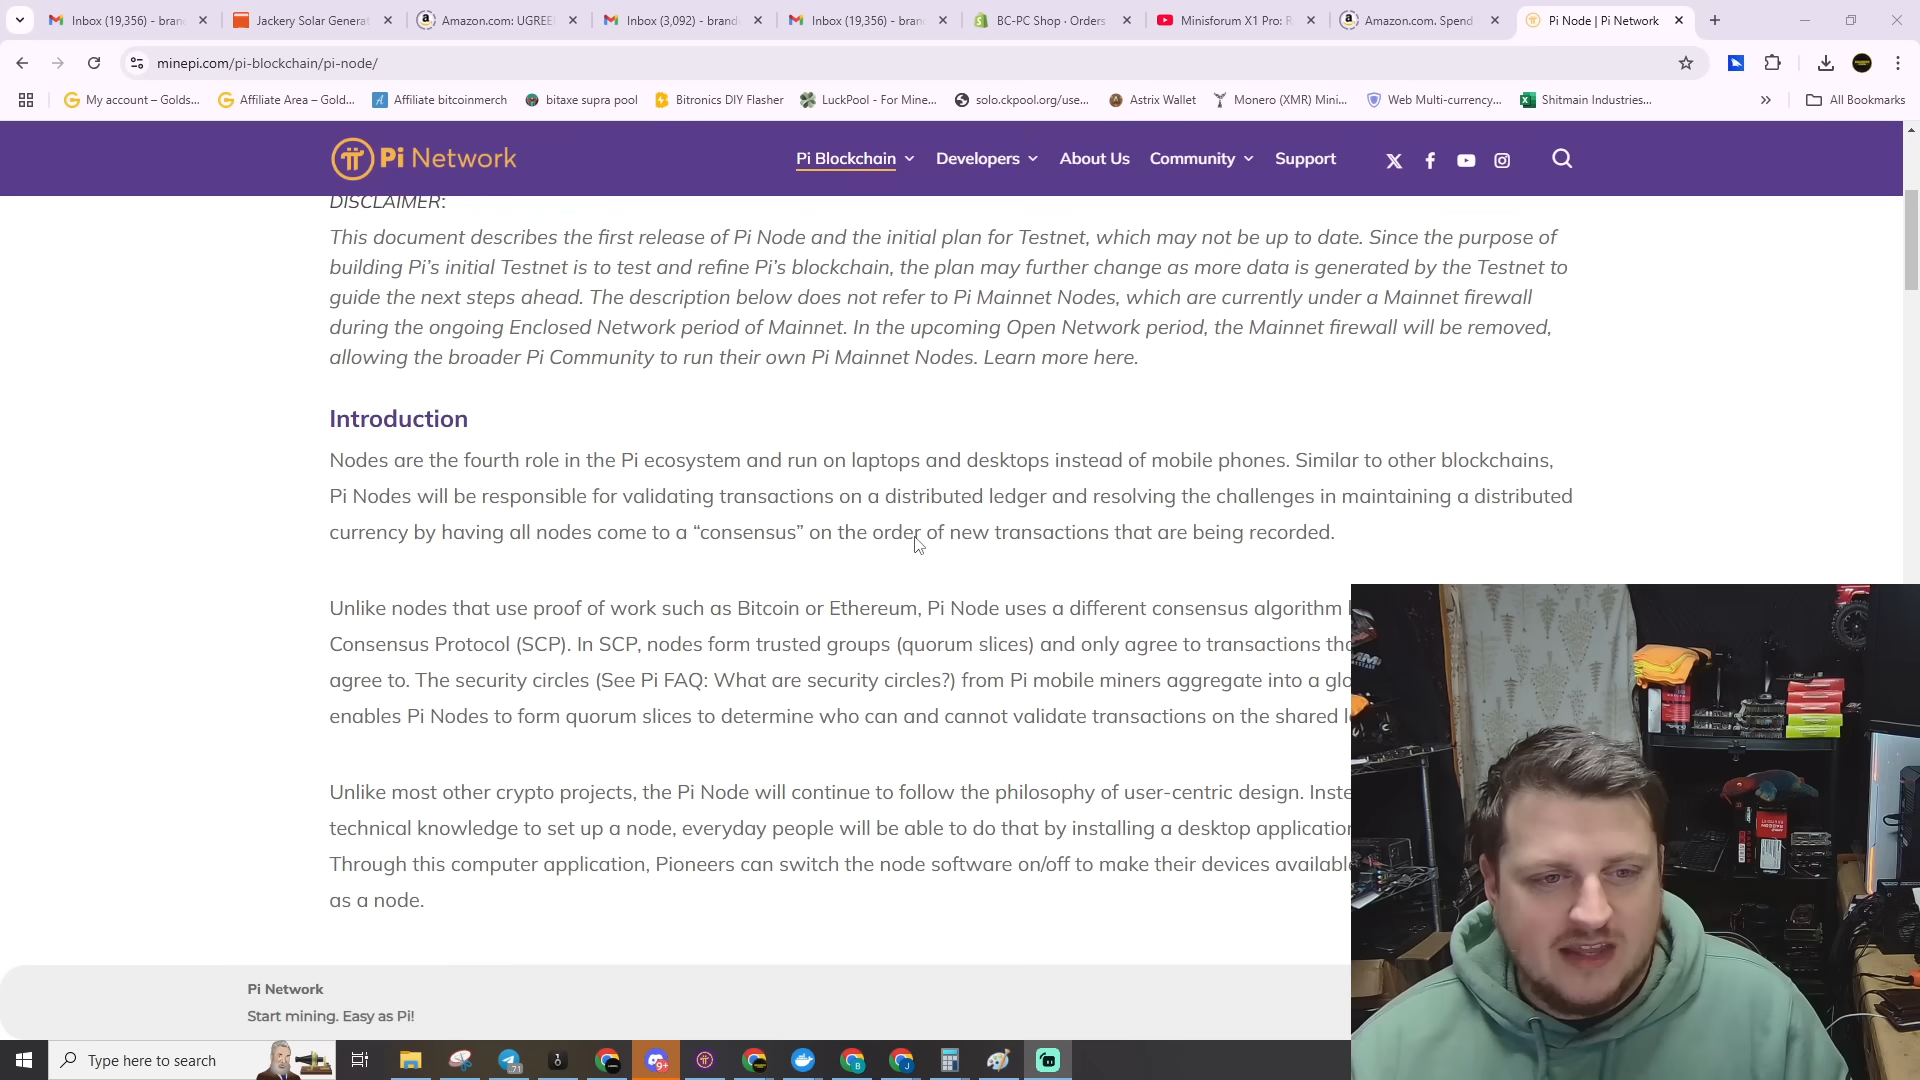 Inbox (19,356) - bran
Jackery Solar Generat
Amazon.com: UGREE
Inbox (3,092) - brand
Inbox (19,356) - bran
BC-PC Shop · Orders
Minisforum X1 Pro: R
Amazon.com. Spend
Pi Node | Pi Network
minepi.com/pi-blockchain/pi-node/
My account – Golds...
Affiliate Area – Gold...
Affiliate bitcoinmerch
bitaxe supra pool
Bitronics DIY Flasher
LuckPool - For Mine...
solo.ckpool.org/use...
Astrix Wallet
Monero (XMR) Mini...
Web Multi-currency...
Shitmain Industries...
All Bookmarks
Pi Network
Pi Blockchain
Developers
About Us
Community
Support
DISCLAIMER:
This document describes the first release of Pi Node and the initial plan for Testnet, which may not be up to date. Since the purpose of
building Pi’s initial Testnet is to test and refine Pi’s blockchain, the plan may further change as more data is generated by the Testnet to
guide the next steps ahead. The description below does not refer to Pi Mainnet Nodes, which are currently under a Mainnet firewall
during the ongoing Enclosed Network period of Mainnet. In the upcoming Open Network period, the Mainnet firewall will be removed,
allowing the broader Pi Community to run their own Pi Mainnet Nodes. Learn more here.
Introduction
Nodes are the fourth role in the Pi ecosystem and run on laptops and desktops instead of mobile phones. Similar to other blockchains,
Pi Nodes will be responsible for validating transactions on a distributed ledger and resolving the challenges in maintaining a distributed
currency by having all nodes come to a “consensus” on the order of new transactions that are being recorded.
Unlike nodes that use proof of work such as Bitcoin or Ethereum, Pi Node uses a different consensus algorithm
Consensus Protocol (SCP). In SCP, nodes form trusted groups (quorum slices) and only agree to transactions
agree to. The security circles (See Pi FAQ: What are security circles?) from Pi mobile miners aggregate into a
enables Pi Nodes to form quorum slices to determine who can and cannot validate transactions on the shared
Unlike most other crypto projects, the Pi Node will continue to follow the philosophy of user-centric design.
technical knowledge to set up a node, everyday people will be able to do that by installing a desktop application
Through this computer application, Pioneers can switch the node software on/off to make their devices available
as a node.
Pi Network
Start mining. Easy as Pi!
Type here to search